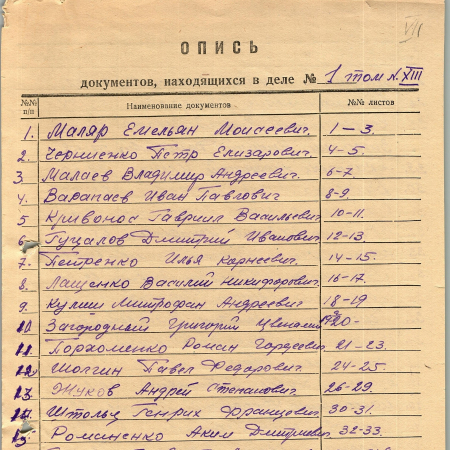 VII
ОПИСЬ
документов, находящихся в деле № 1 том N. XIII
№№ п/п Наименование документов №№ листов
1. Маляр Емельян Моисеевич. 1-3.
2. Черниенко Петр Елизарович. 4-5.
3. Малаев Владимир Андреевич. 6-7.
4. Варапаев Иван Павлович 8-9.
5 Кривонос Гавриил Васильевич 10-11.
6 Гуцалов Дмитрий Иванович 12-13.
7. Петренко Илья Корнеевич. 14-15.
8. Лащенко Василий Никифорович. 16-17.
9. Кулиш Митрофан Андреевич 18-19
10 Загородный Григорий 20-
11. Порхоменко Роман Гордеевич 21-23.
12. Шолгин Павел Федорович. 24-25.
13. Жуков Андрей Степанович. 26-29.
14. Штольц Генрих Францевич. 30-31.
15. Романенко Аким Дмитриевич 32-33.